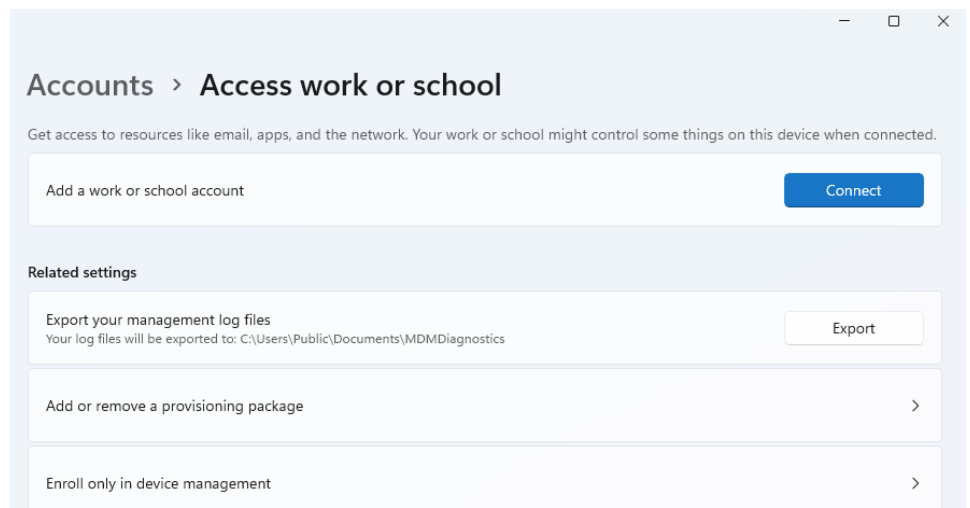 Accounts > Access work or school
Get access to resources like email, apps, and the network. Your work or school might control some things on this device when connected.
Add a work or school account
Connect
Related settings
Export your management log files
Your log files will be exported to: C:\Users\Public\Documents\MDMDiagnostics
Export
Add or remove a provisioning package
Enroll only in device management